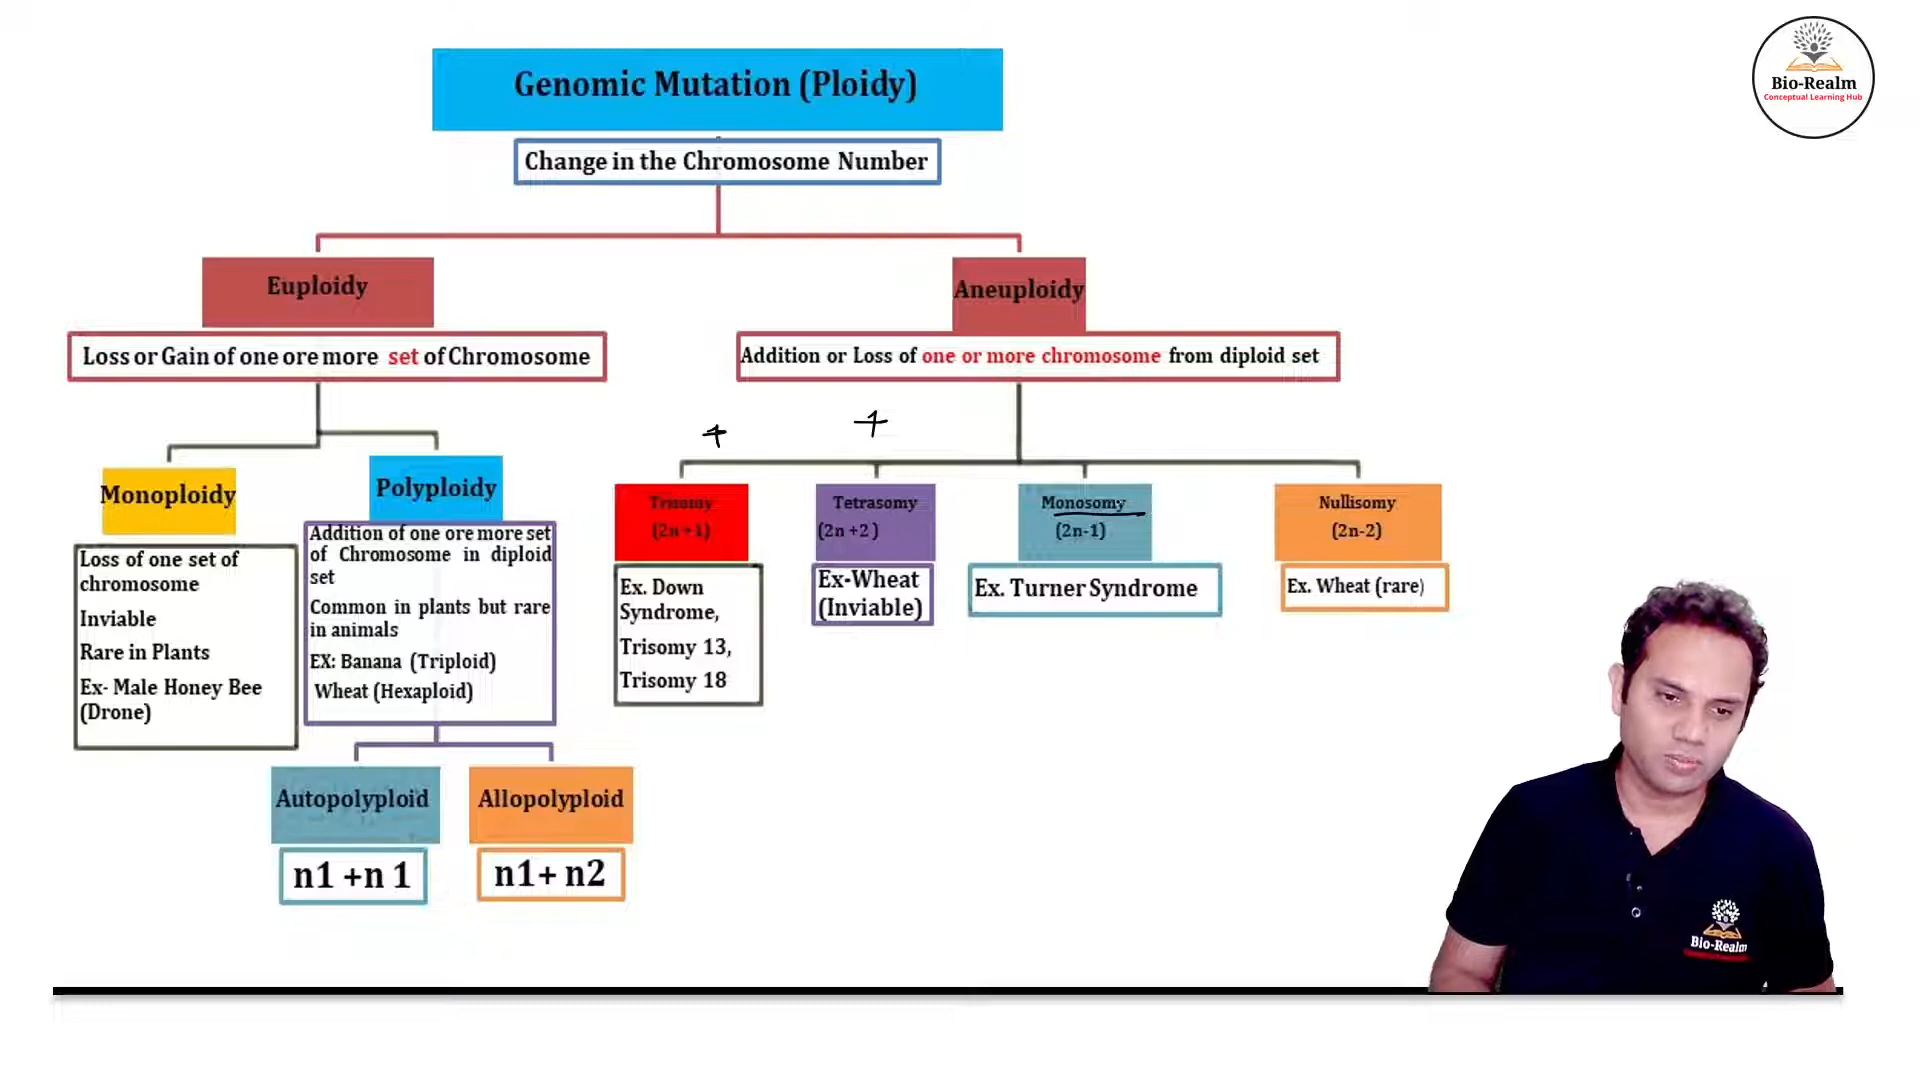 Genomic Mutation (Ploidy)
Bio-Realm
Conceptual Learning Hub
Change in the Chromosome Number
Euploidy
Aneuploidy
Loss or Gain of one ore more set of Chromosome
Addition or Loss of one or more chromosome from diploid set
+
+
Monoploidy
Loss of one set of
chromosome
Inviable
Rare in Plants
Ex- Male Honey Bee
(Drone)
Polyploidy
Addition of one ore more set
of Chromosome in diploid
set
Common in plants but rare
in animals
EX: Banana (Triploid)
Wheat (Hexaploid)
Autopolyploid
n1 +n 1
Allopolyploid
n1+ n2
Trisomy
(2n +1)
Ex. Down
Syndrome,
Trisomy 13,
Trisomy 18
Tetrasomy
(2n +2 )
Ex-Wheat
(Inviable)
Monosomy
(2n-1)
Ex. Turner Syndrome
Nullisomy
(2n-2)
Ex. Wheat (rare)
Bio-Realm